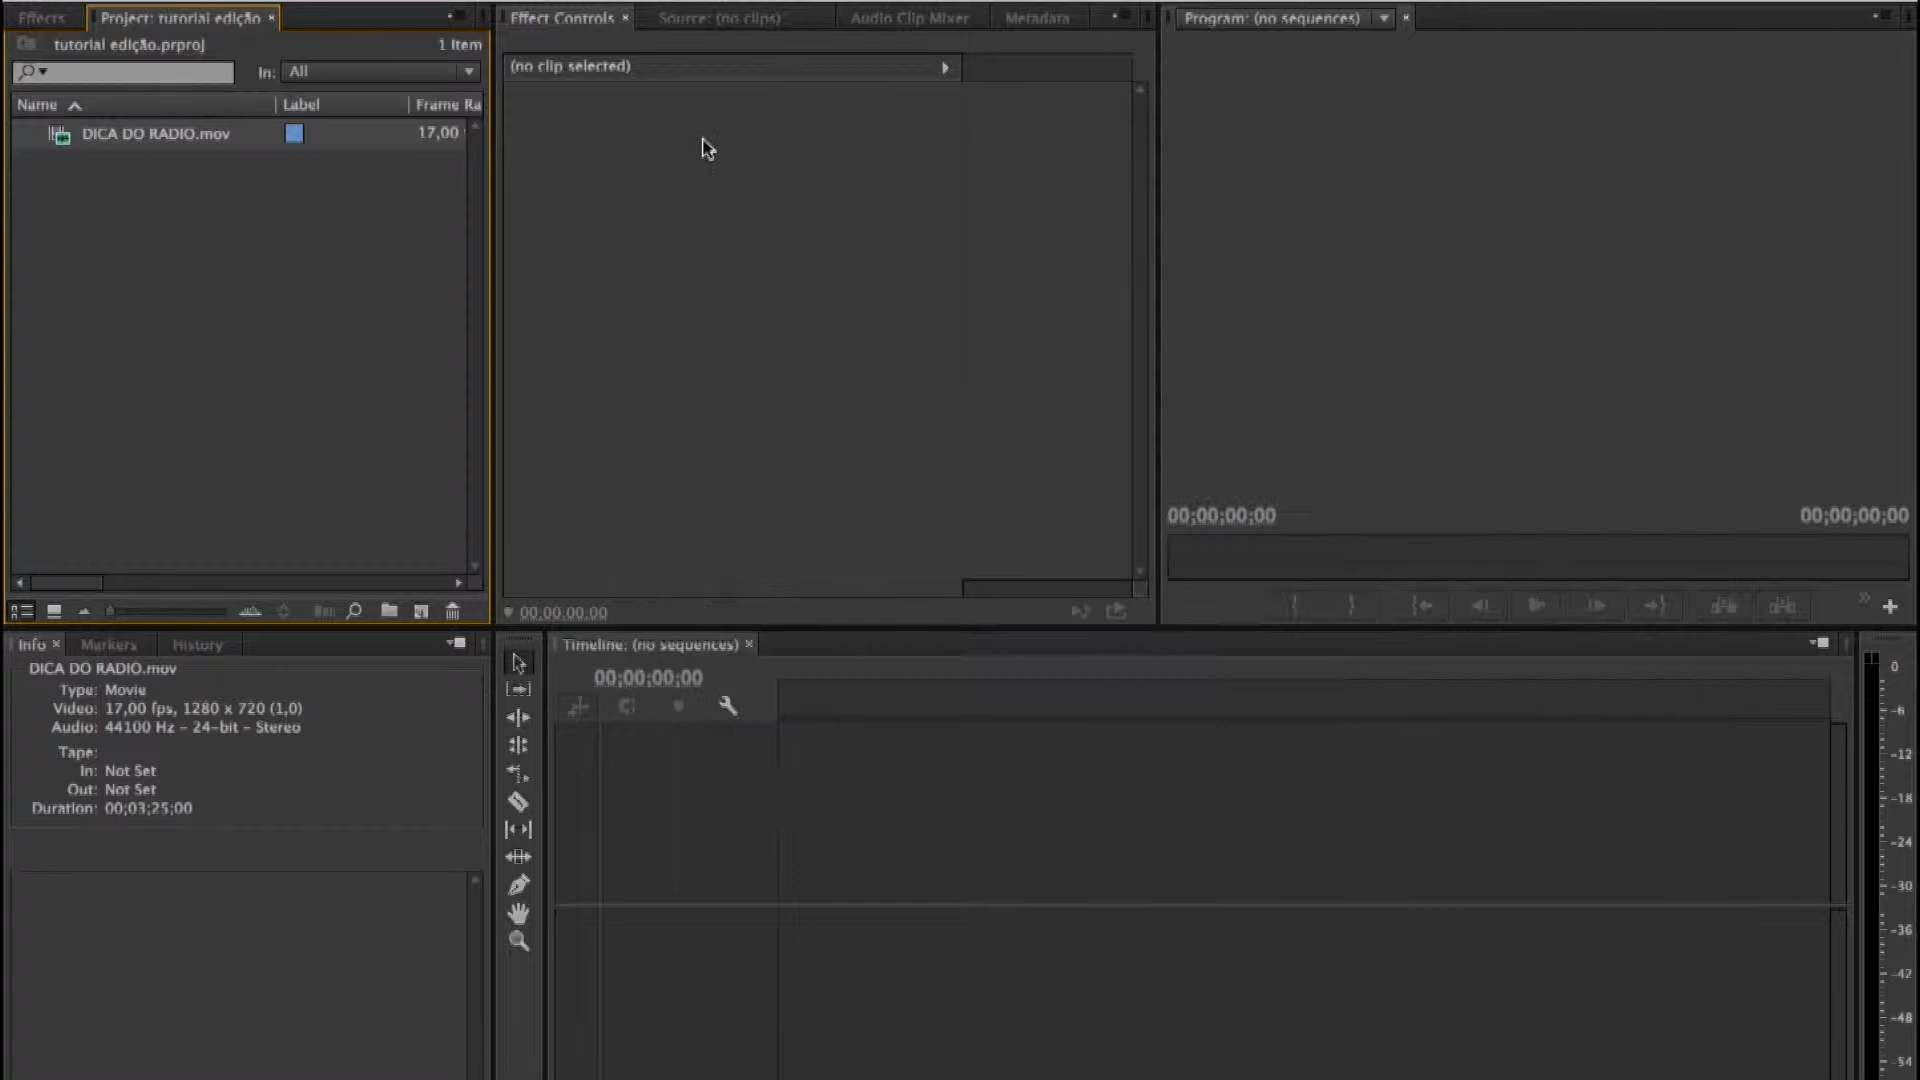 Effects
Project: tutorial edição ×
tutorial edição.prproj
1 Item
In: All
Name
Label
Frame Ra
DICA DO RADIO.mov
17,00
Effect Controls ×
Source: (no clips)
Audio Clip Mixer
Metadata
(no clip selected)
00,00,00,00
Program: (no sequences) ×
00;00;00;00
00;00;00;00
Info ×
Markers
History
DICA DO RADIO.mov
Type: Movie
Video: 17,00 fps, 1280 x 720 (1,0)
Audio: 44100 Hz - 24-bit - Stereo
Tape:
In: Not Set
Out: Not Set
Duration: 00;03;25;00
Timeline: (no sequences) ×
00;00;00;00
0
-6
-12
-18
-24
-30
-36
-42
-48
-54